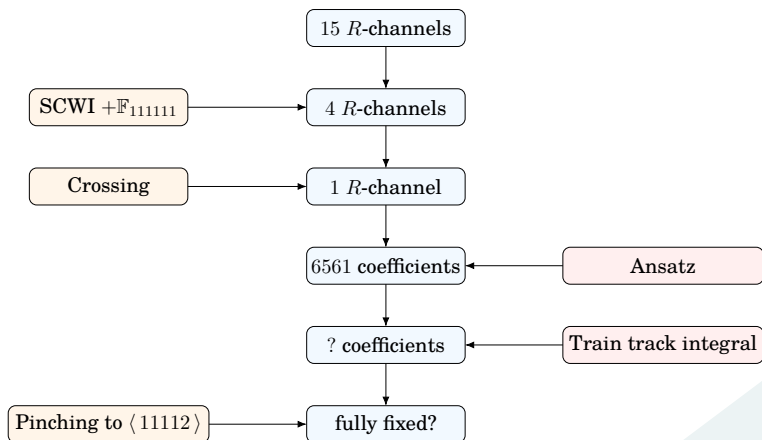 15 R-channels
SCWI +𝔽₁₁₁₁₁₁
4 R-channels
Crossing
1 R-channel
6561 coefficients
Ansatz
? coefficients
Train track integral
Pinching to ⟨11112⟩
fully fixed?